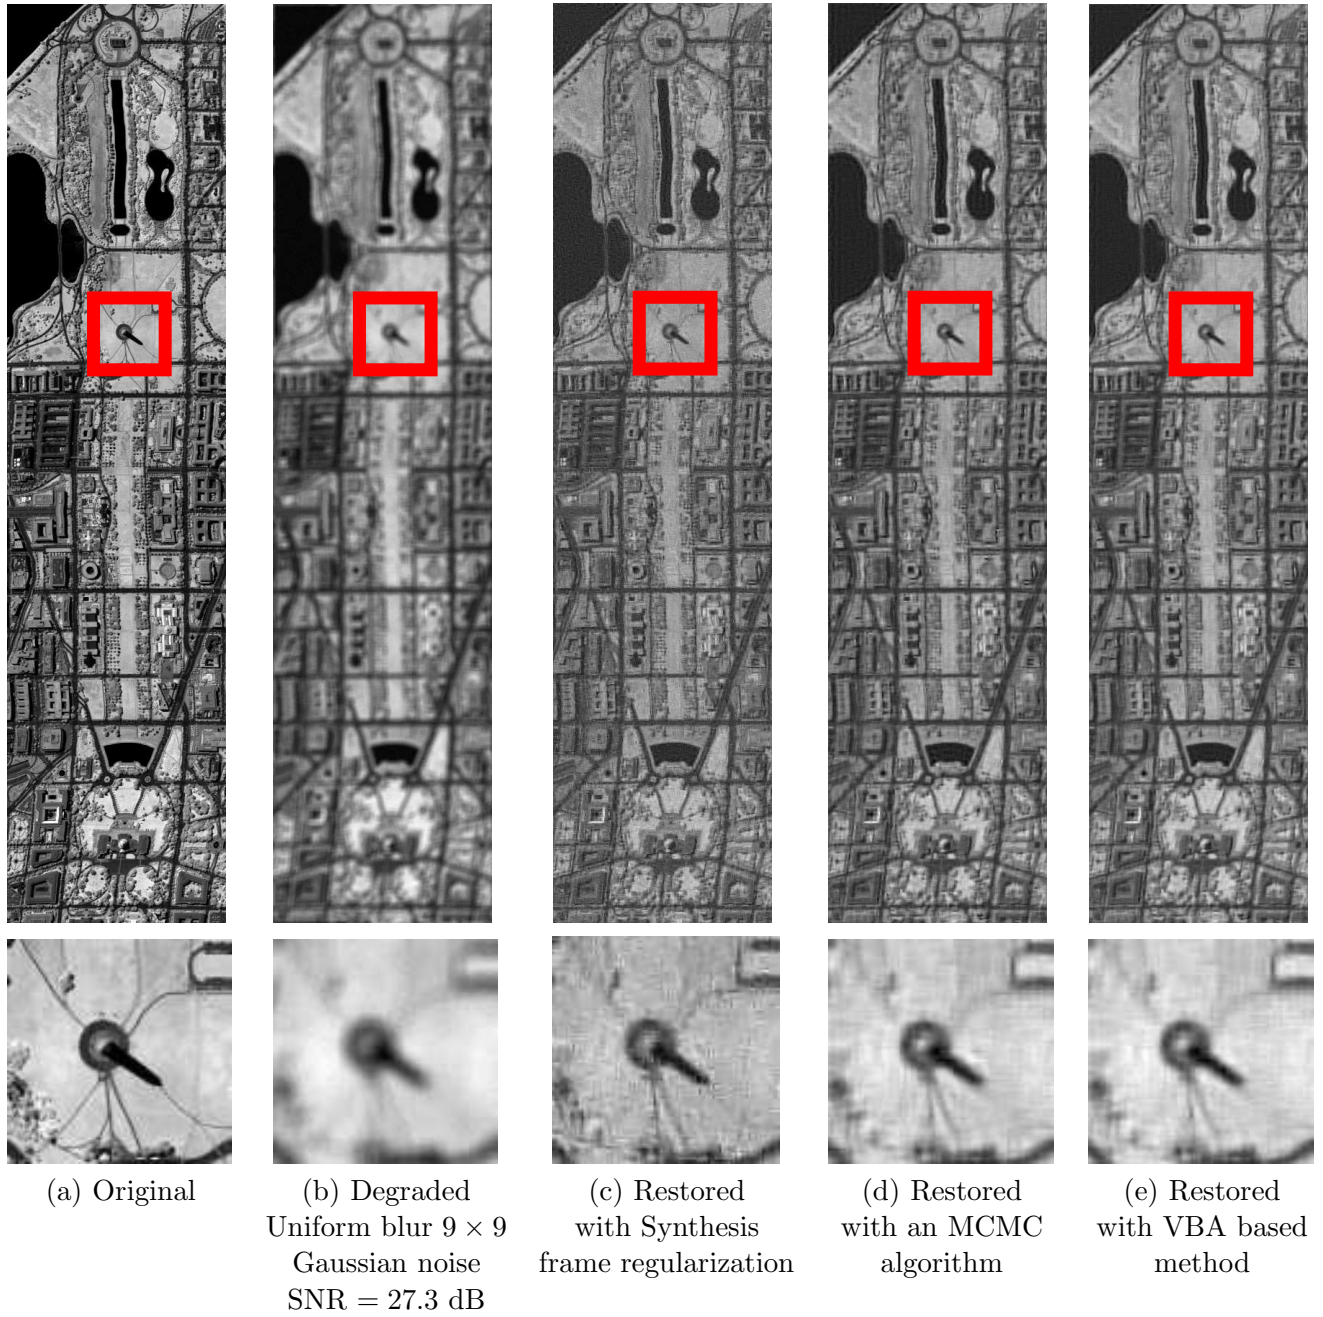 (a) Original
(b) Degraded
Uniform blur 9 × 9
Gaussian noise
SNR = 27.3 dB
(c) Restored
with Synthesis
frame regularization
(d) Restored
with an MCMC
algorithm
(e) Restored
with VBA based
method